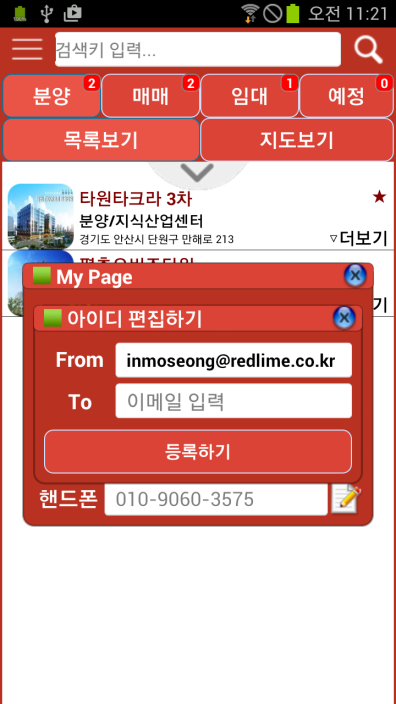 오전 11:21
검색키 입력...
분양 2 매매 2 임대 1 예정 0
목록보기 지도보기
타원타크라 3차
분양/지식산업센터
경기도 안산시 단원구 만해로 213
▽더보기
My Page
아이디 편집하기
From inmoseong@redlime.co.kr
To 이메일 입력
등록하기
핸드폰 010-9060-3575